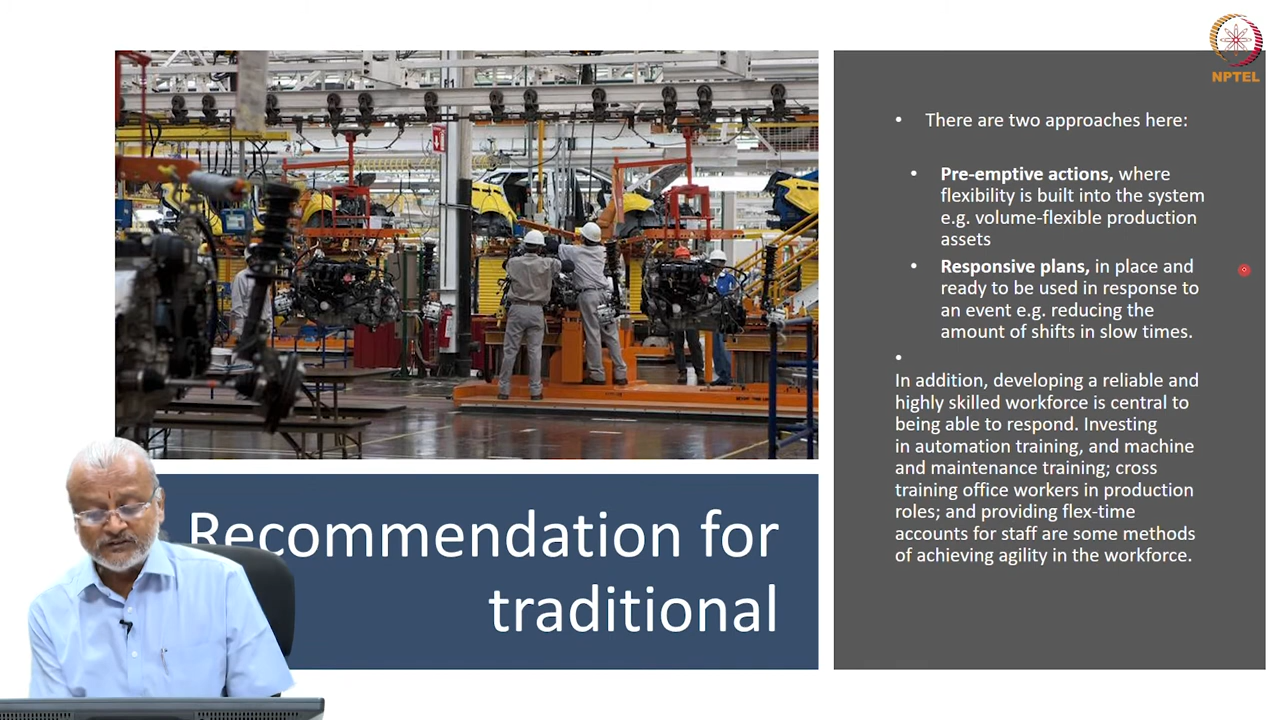 NPTEL
• There are two approaches here:
• Pre-emptive actions, where
flexibility is built into the system
e.g. volume-flexible production
assets
• Responsive plans, in place and
ready to be used in response to
an event e.g. reducing the
amount of shifts in slow times.
•
In addition, developing a reliable and
highly skilled workforce is central to
being able to respond. Investing
in automation training, and machine
and maintenance training; cross
training office workers in production
roles; and providing flex-time
accounts for staff are some methods
of achieving agility in the workforce.
Recommendation for
traditional